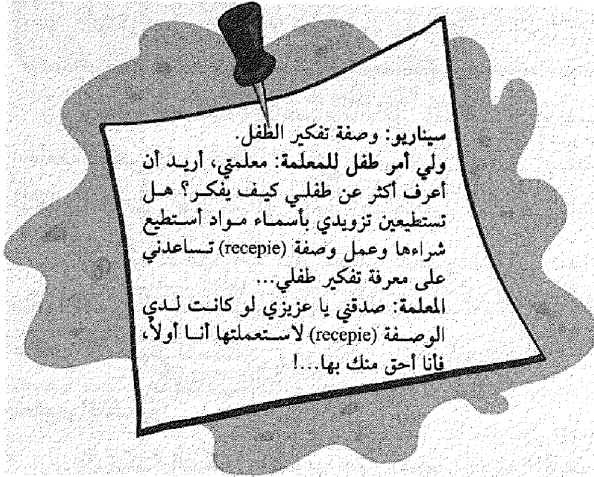 سيناريو: وصفة تفكير الطفل.
ولي أمر طفل للمعلمة: معلمتي، أريد أن
أعرف أكثر عن طفلي كيف يفكر؟ هل
تستطيعين تزويدي بأسماء مواد أستطيع
شراءها وعمل وصفة (recepie) تساعدني
على معرفة تفكير طفلي...
المعلمة: صدقني يا عزيزي لو كانت لدي
الوصفة (recepie) لاستعملتها أنا أولاً،
فأنا أحق منك بها...!